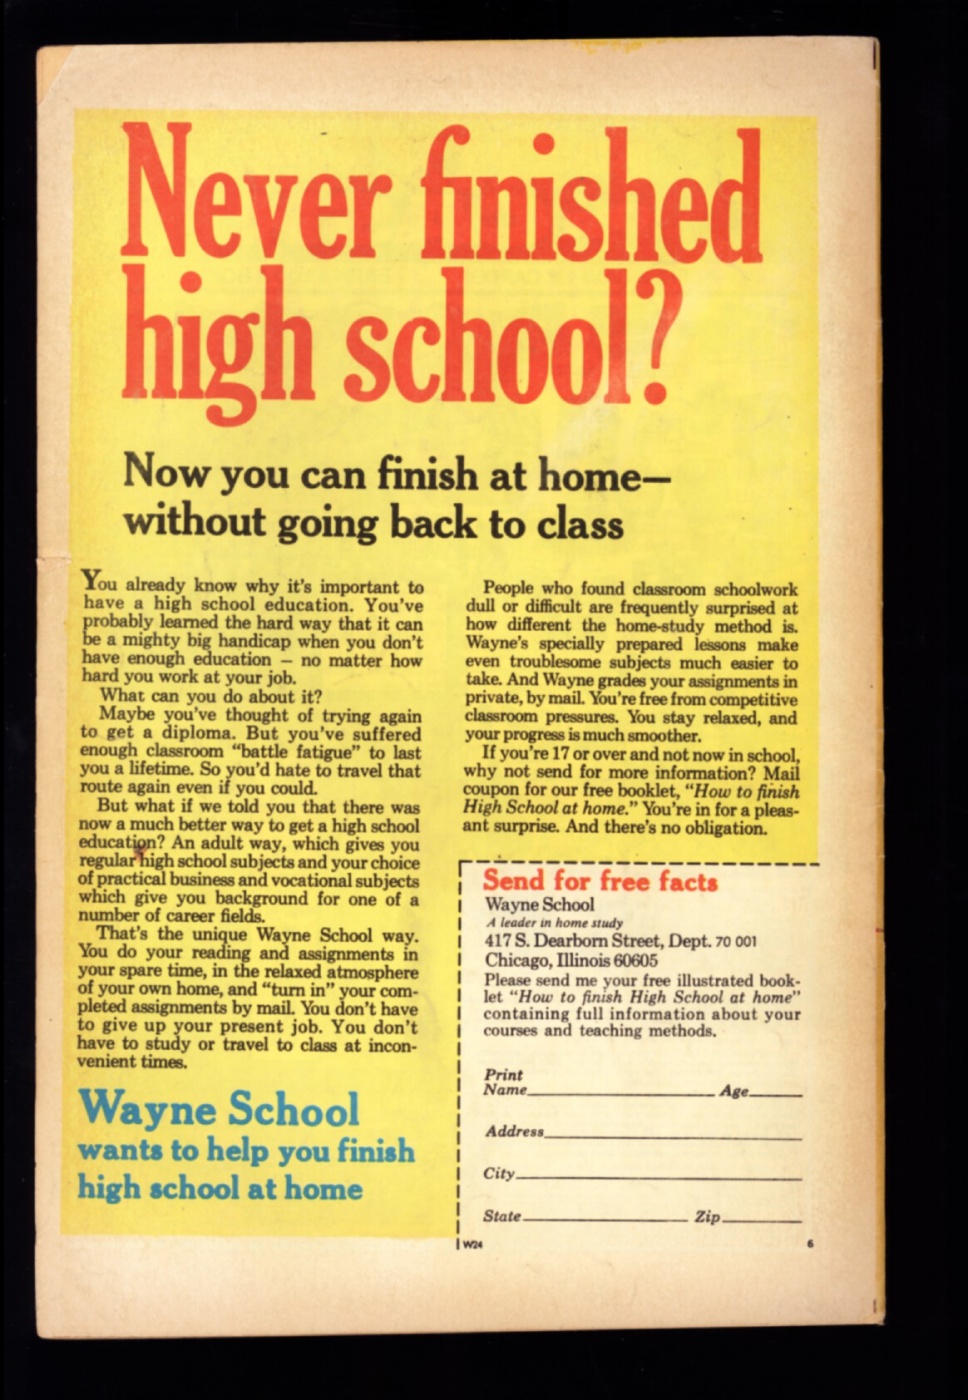 Never finished
high school?
Now you can finish at home—
without going back to class
You already know why it's important to
have a high school education. You've
probably learned the hard way that it can
be a mighty big handicap when you don't
have enough education — no matter how
hard you work at your job.
What can you do about it?
Maybe you've thought of trying again
to get a diploma. But you've suffered
enough classroom "battle fatigue" to last
you a lifetime. So you'd hate to travel that
route again even if you could.
But what if we told you that there was
now a much better way to get a high school
education? An adult way, which gives you
regular high school subjects and your choice
of practical business and vocational subjects
which give you background for one of a
number of career fields.
That's the unique Wayne School way.
You do your reading and assignments in
your spare time, in the relaxed atmosphere
of your own home, and "turn in" your com-
pleted assignments by mail. You don't have
to give up your present job. You don't
have to study or travel to class at incon-
venient times.
Wayne School
wants to help you finish
high school at home
People who found classroom schoolwork
dull or difficult are frequently surprised at
how different the home-study method is.
Wayne's specially prepared lessons make
even troublesome subjects much easier to
take. And Wayne grades your assignments in
private, by mail. You're free from competitive
classroom pressures. You stay relaxed, and
your progress is much smoother.
If you're 17 or over and not now in school,
why not send for more information? Mail
coupon for our free booklet, "How to finish
High School at home." You're in for a pleas-
ant surprise. And there's no obligation.
Send for free facts
Wayne School
A leader in home study
417 S. Dearborn Street, Dept. 70 001
Chicago, Illinois 60605
Please send me your free illustrated book-
let "How to finish High School at home"
containing full information about your
courses and teaching methods.
Print
Name Age
Address
City
State Zip
W24 6